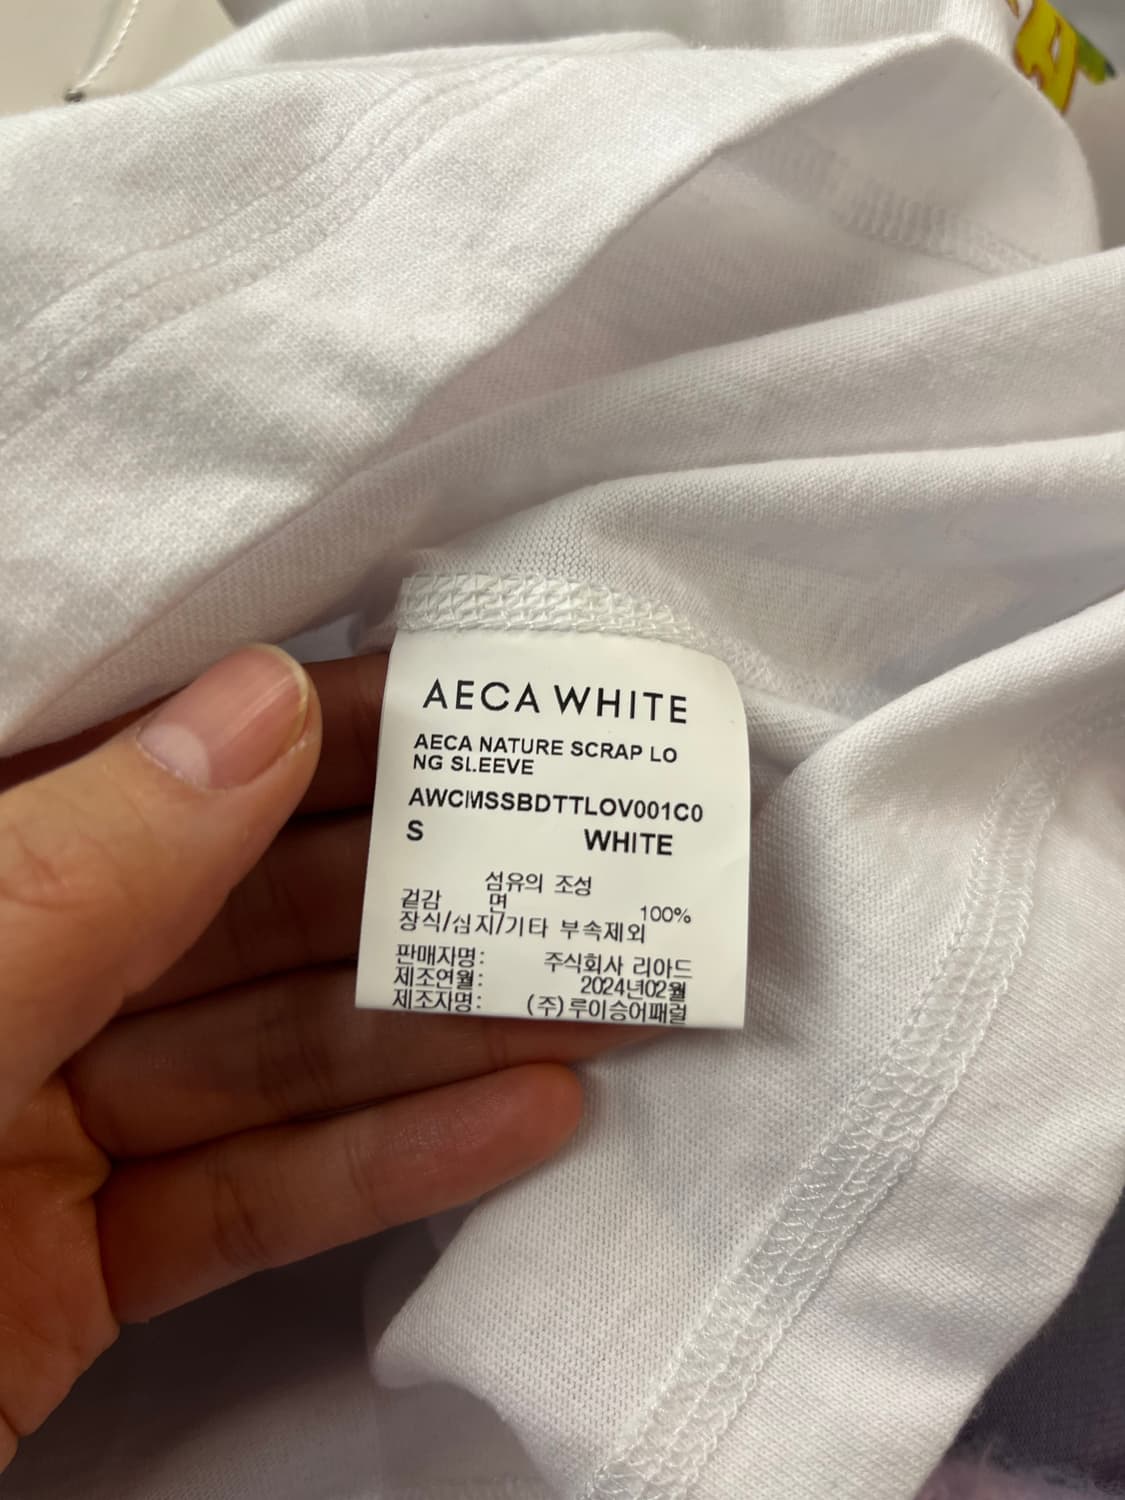 AECA WHITE
AECA NATURE SCRAP LO
NG SLEEVE
AWCMSSBDTTLOV001C0
S WHITE
섬유의 조성
겉감 면 100%
장식/심지/기타 부속제외
판매자명: 주식회사 리아드
제조연월: 2024년02월
제조자명: (주)루이승어패럴